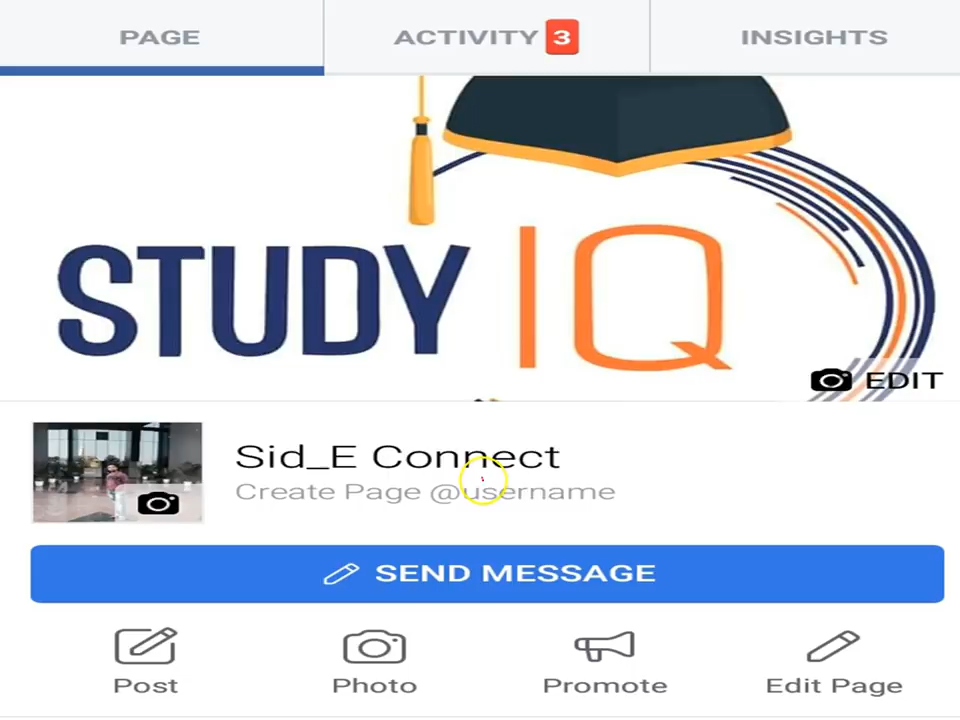 PAGE
ACTIVITY 3
INSIGHTS
STUDY IQ
EDIT
Sid_E Connect
Create Page @username
SEND MESSAGE
Post
Photo
Promote
Edit Page